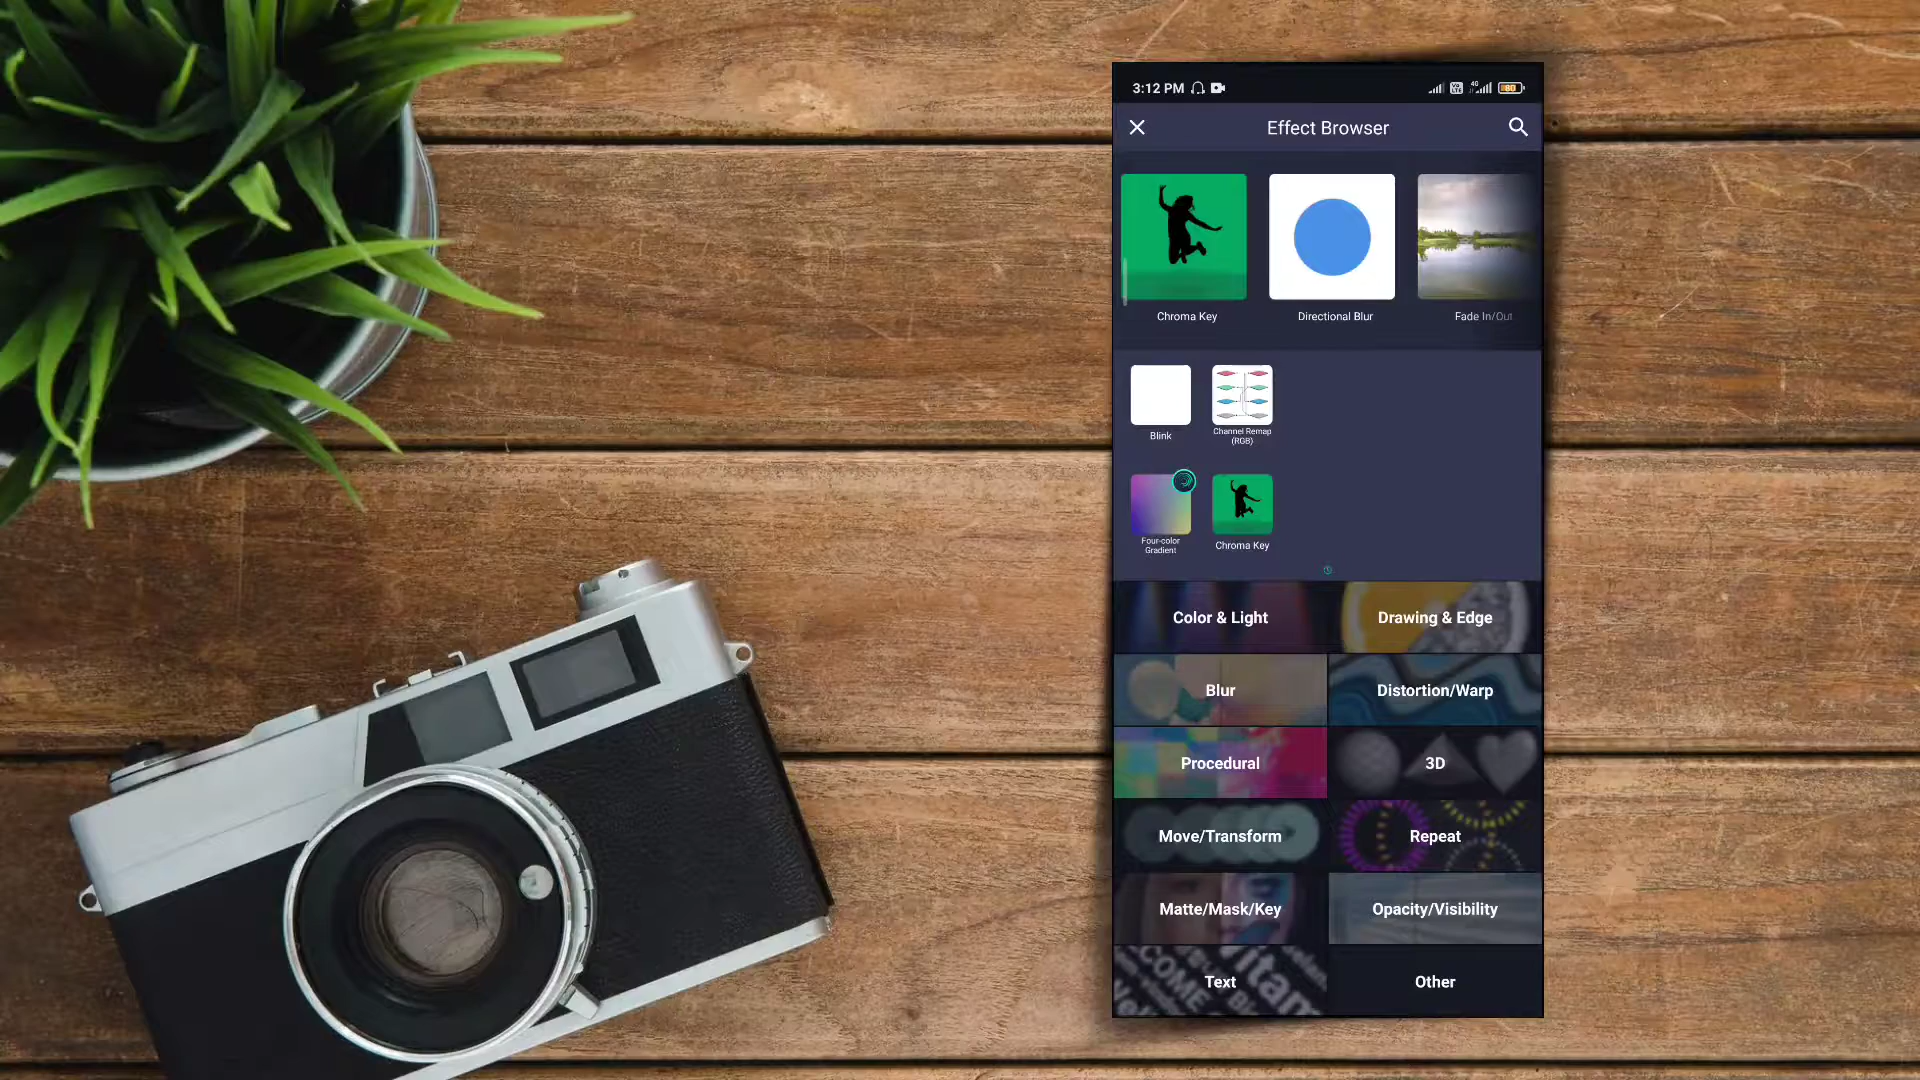 3:12 PM
80
Effect Browser
Chroma Key
Directional Blur
Fade In/Out
Blink
Channel Remap
(RGB)
Four-color
Gradient
Chroma Key
Color & Light
Drawing & Edge
Blur
Distortion/Warp
Procedural
3D
Move/Transform
Repeat
Matte/Mask/Key
Opacity/Visibility
Text
Other